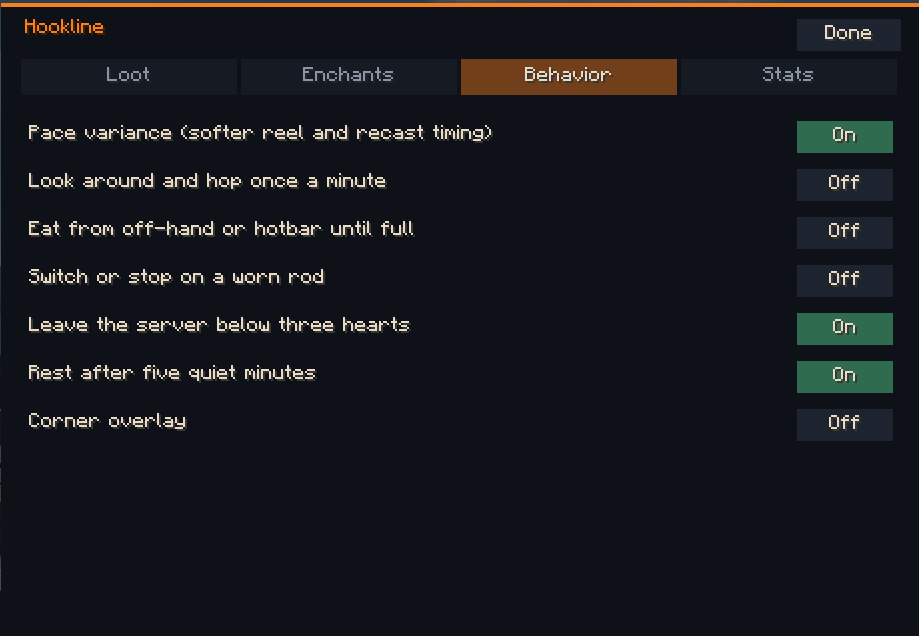 Hookline
Done
Loot Enchants Behavior Stats
Pace variance (softer reel and recast timing) On
Look around and hop once a minute Off
Eat from off-hand or hotbar until full Off
Switch or stop on a worn rod Off
Leave the server below three hearts On
Rest after five quiet minutes On
Corner overlay Off